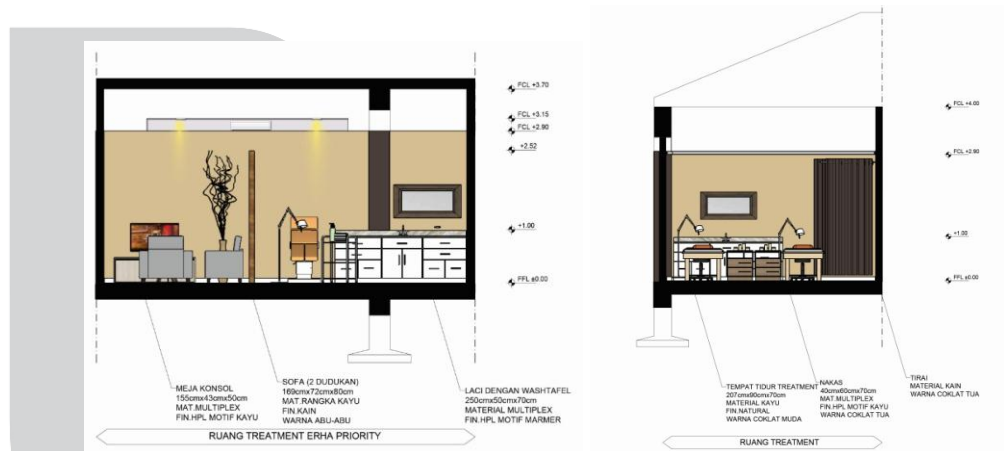 FCL +3.70
FCL +3.15
FCL +2.90
+2.52
+1.00
FFL ±0.00
MEJA KONSOL
155cmx43cmx50cm
MAT.MULTIPLEX
FIN.HPL MOTIF KAYU
SOFA (2 DUDUKAN)
169cmx72cmx80cm
MAT.RANGKA KAYU
FIN.KAIN
WARNA ABU-ABU
LACI DENGAN WASHTAFEL
250cmx50cmx70cm
MATERIAL MULTIPLEX
FIN.HPL MOTIF MARMER
RUANG TREATMENT ERHA PRIORITY
FCL +4.00
FCL +2.90
+1.00
FFL ±0.00
TEMPAT TIDUR TREATMENT
207cmx90cmx70cm
MATERIAL KAYU
FIN.NATURAL
WARNA COKLAT MUDA
NAKAS
40cmx60cmx70cm
MAT.MULTIPLEX
FIN.HPL MOTIF KAYU
WARNA COKLAT TUA
TIRAI
MATERIAL KAIN
WARNA COKLAT TUA
RUANG TREATMENT